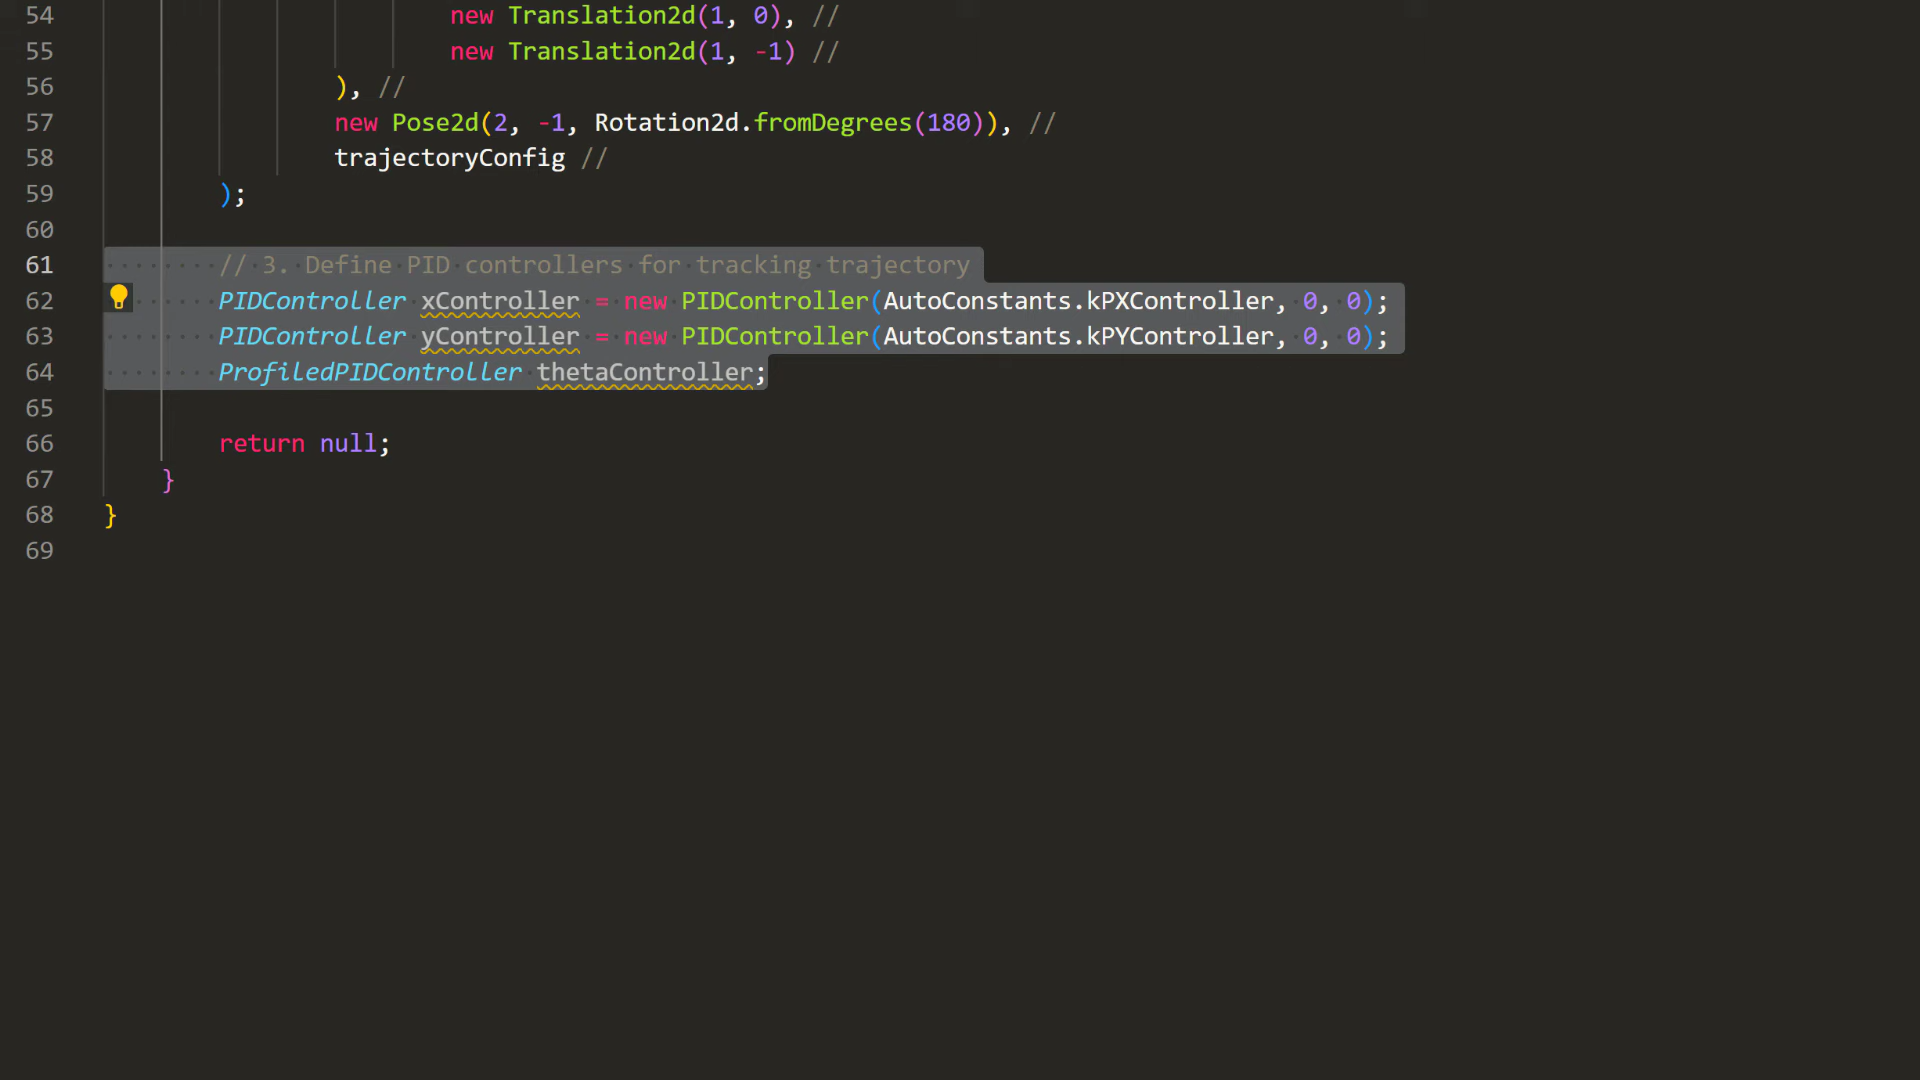 54 new Translation2d(1, 0), //
55 new Translation2d(1, -1) //
56 ), //
57 new Pose2d(2, -1, Rotation2d.fromDegrees(180)), //
58 trajectoryConfig //
59 );
60
61 // 3. Define PID controllers for tracking trajectory
62 PIDController xController = new PIDController(AutoConstants.kPXController, 0, 0);
63 PIDController yController = new PIDController(AutoConstants.kPYController, 0, 0);
64 ProfiledPIDController thetaController;
65
66 return null;
67 }
68 }
69